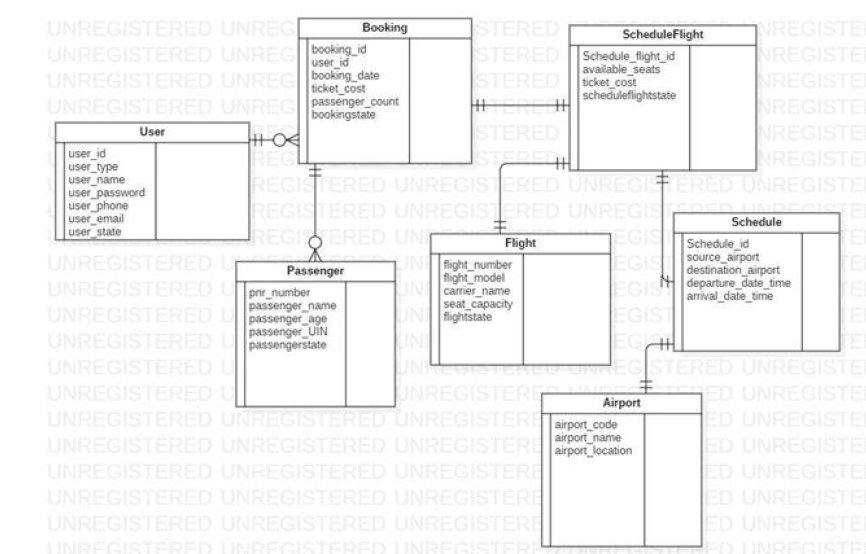 Booking
booking_id
user_id
booking_date
ticket_cost
passenger_count
bookingstate
ScheduleFlight
Schedule_flight_id
available_seats
ticket_cost
scheduleflightstate
User
user_id
user_type
user_name
user_password
user_phone
user_email
user_state
Passenger
pnr_number
passenger_name
passenger_age
passenger_UIN
passengerstate
Flight
flight_number
flight_model
carrier_name
seat_capacity
flightstate
Schedule
Schedule_id
source_airport
destination_airport
departure_date_time
arrival_date_time
Airport
airport_code
airport_name
airport_location
UNREGISTERED UNREGISTERED